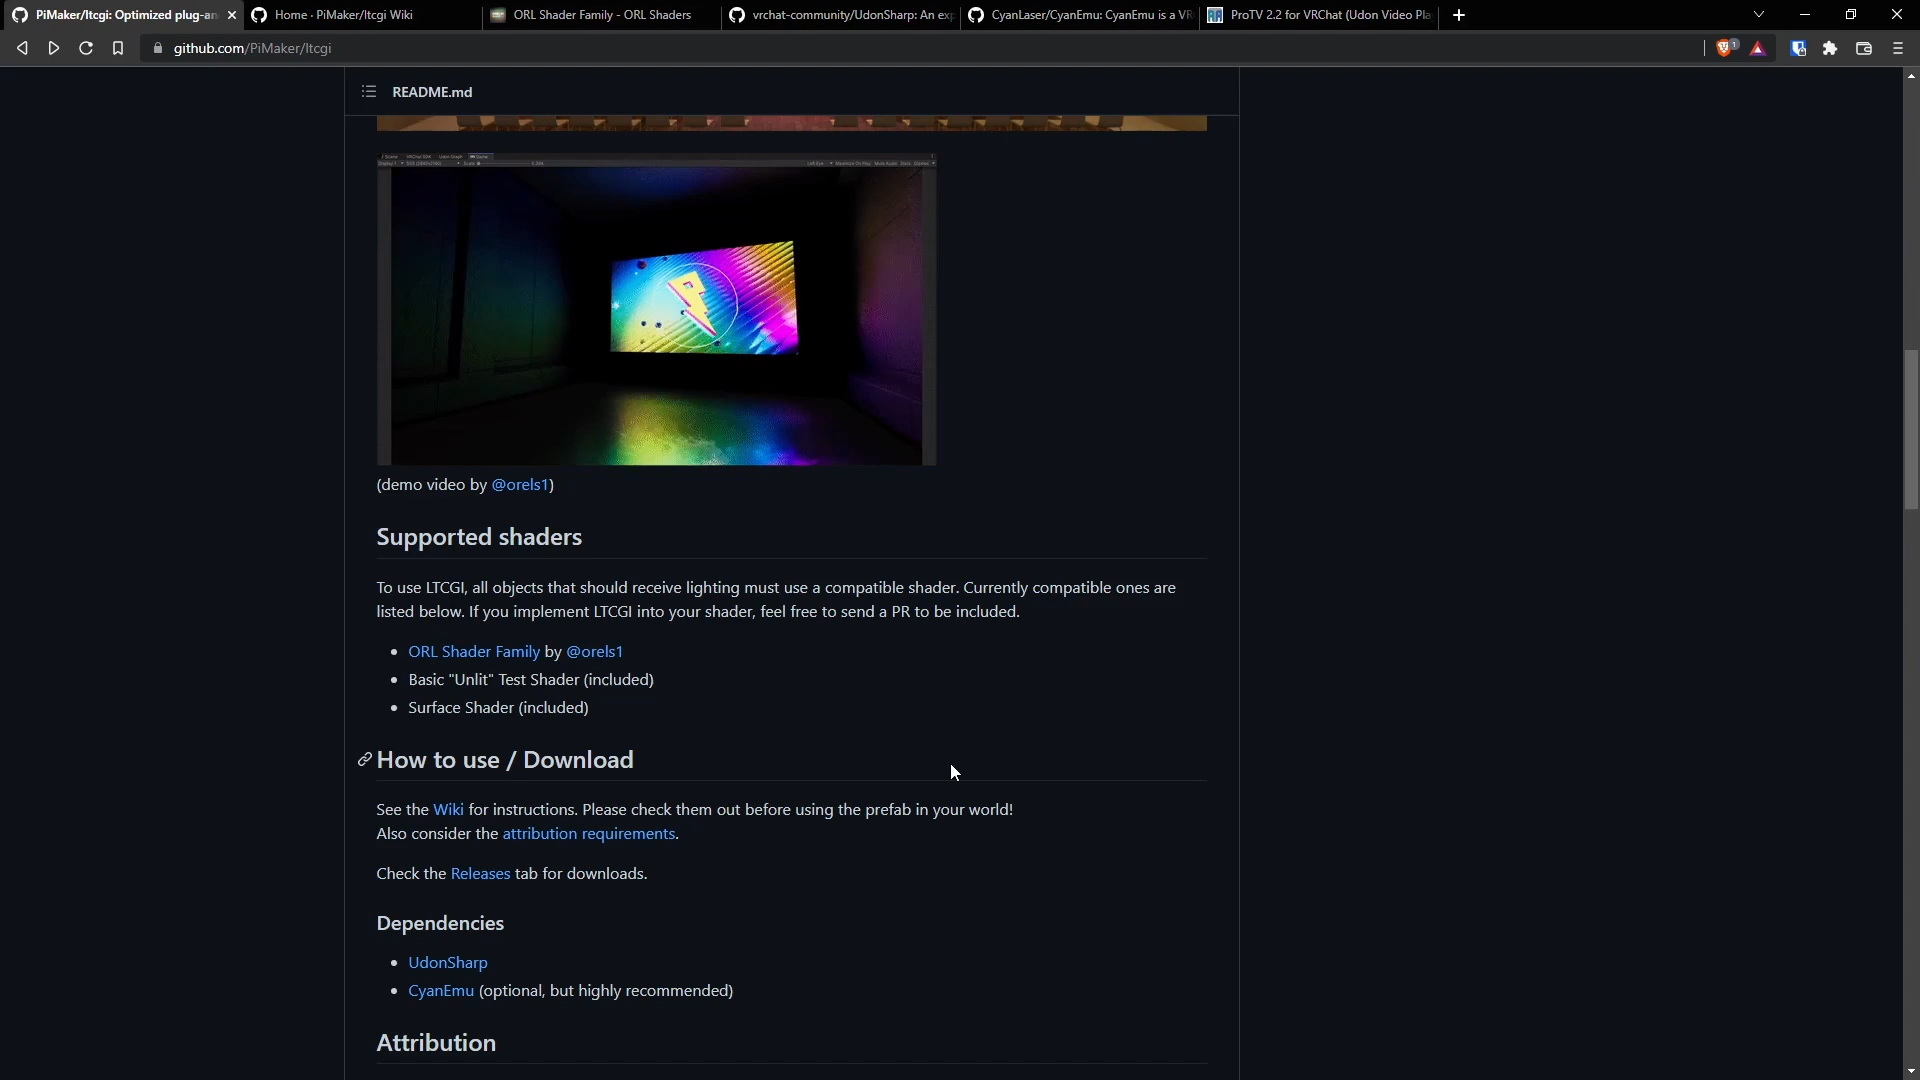 PiMaker/ltcgi: Optimized plug-an
Home · PiMaker/ltcgi Wiki
ORL Shader Family - ORL Shaders
vrchat-community/UdonSharp: An exp
CyanLaser/CyanEmu: CyanEmu is a VR
ProTV 2.2 for VRChat (Udon Video Pla
github.com/PiMaker/ltcgi
1
README.md
(demo video by @orels1)
Supported shaders
To use LTCGI, all objects that should receive lighting must use a compatible shader. Currently compatible ones are
listed below. If you implement LTCGI into your shader, feel free to send a PR to be included.
ORL Shader Family by @orels1
Basic "Unlit" Test Shader (included)
Surface Shader (included)
How to use / Download
See the Wiki for instructions. Please check them out before using the prefab in your world!
Also consider the attribution requirements.
Check the Releases tab for downloads.
Dependencies
UdonSharp
CyanEmu (optional, but highly recommended)
Attribution